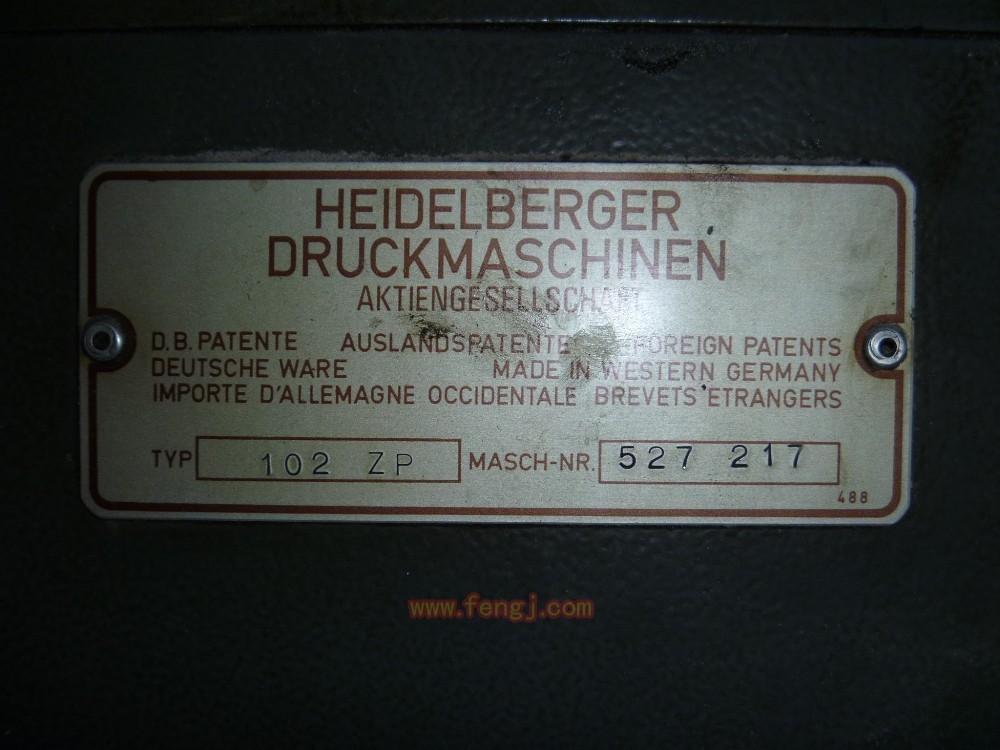 HEIDELBERGER
DRUCKMASCHINEN
AKTIENGESELLSCHAFT
D.B. PATENTE AUSLANDSPATENTE FOREIGN PATENTS
DEUTSCHE WARE MADE IN WESTERN GERMANY
IMPORTE D'ALLEMAGNE OCCIDENTALE BREVETS ETRANGERS
TYP 102 ZP MASCH-NR. 527 217
488
www.fengj.com